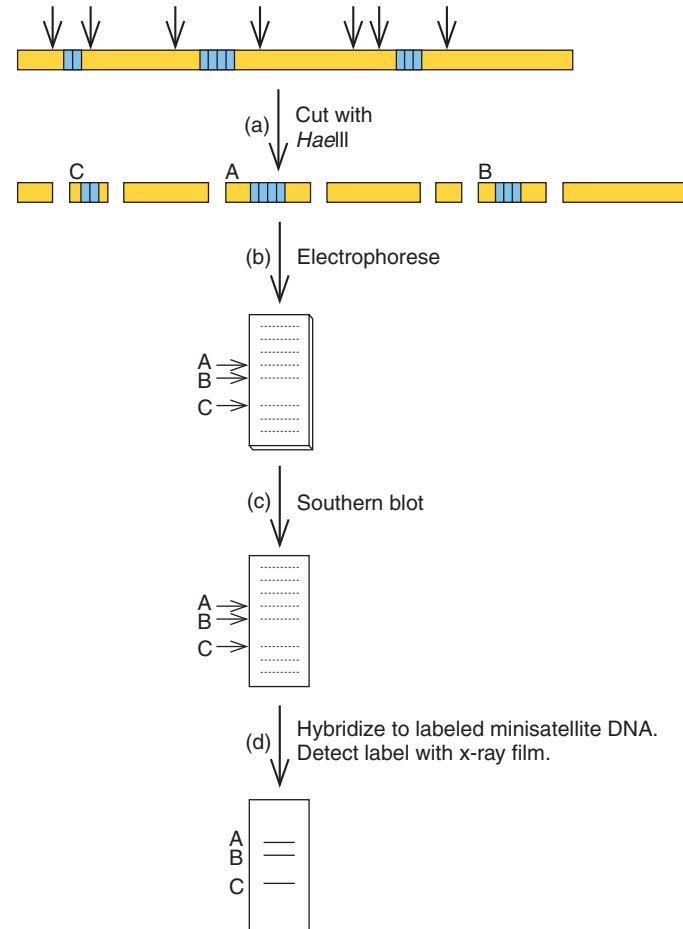 (a)
Cut with
HaeIII
C
A
B
(b)
Electrophorese
A
B
C
(c)
Southern blot
A
B
C
(d)
Hybridize to labeled minisatellite DNA.
Detect label with x-ray film.
A
B
C